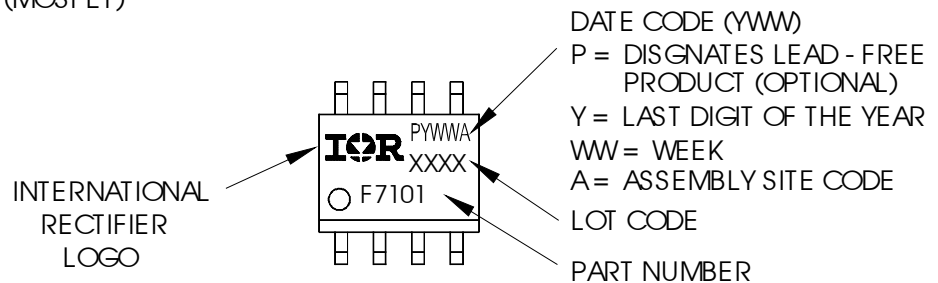 DATE CODE (YWW)
P = DISGNATES LEAD - FREE
PRODUCT (OPTIONAL)
Y = LAST DIGIT OF THE YEAR
WW = WEEK
A = ASSEMBLY SITE CODE
LOT CODE
PART NUMBER
IOR
PYWWA
XXXX
F7101
INTERNATIONAL
RECTIFIER
LOGO